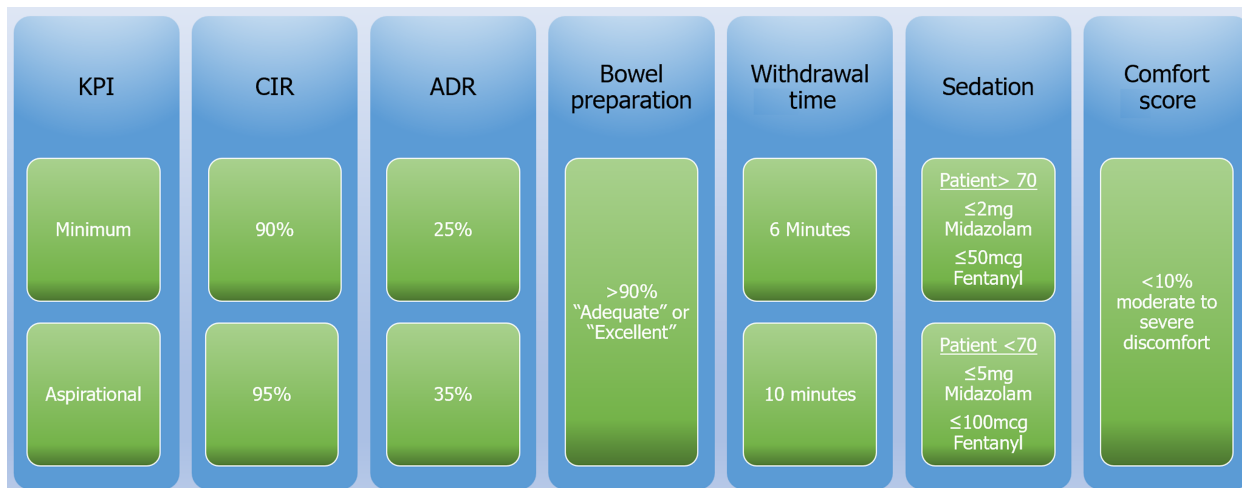 KPI
Minimum
Aspirational
CIR
90%
95%
ADR
25%
35%
Bowel
preparation
>90%
“Adequate” or
“Excellent”
Withdrawal
time
6 Minutes
10 minutes
Sedation
Patient> 70
≤2mg
Midazolam
≤50mcg
Fentanyl
Patient <70
≤5mg
Midazolam
≤100mcg
Fentanyl
Comfort
score
<10%
moderate to
severe
discomfort